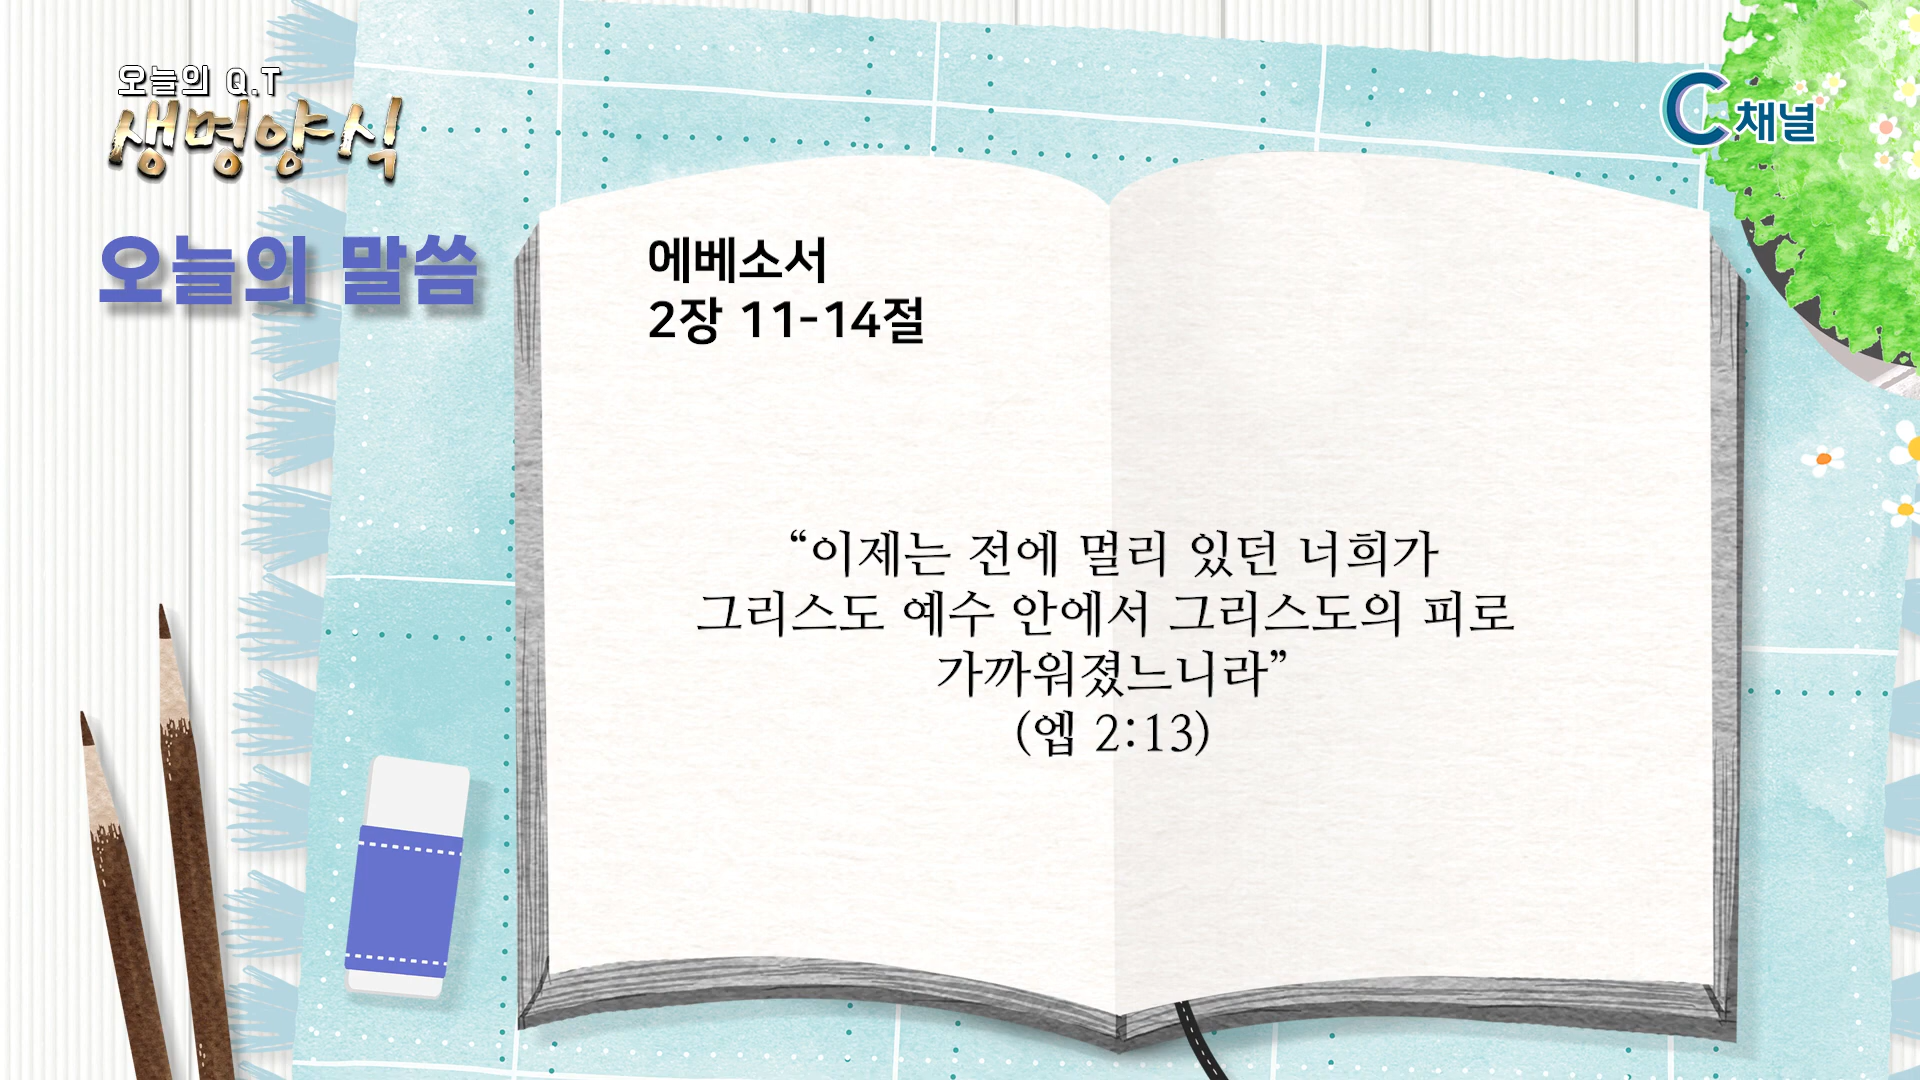 오늘의 Q.T
생명양식
C채널
오늘의 말씀
에베소서
2장 11-14절
“이제는 전에 멀리 있던 너희가
그리스도 예수 안에서 그리스도의 피로
가까워졌느니라”
(엡 2:13)